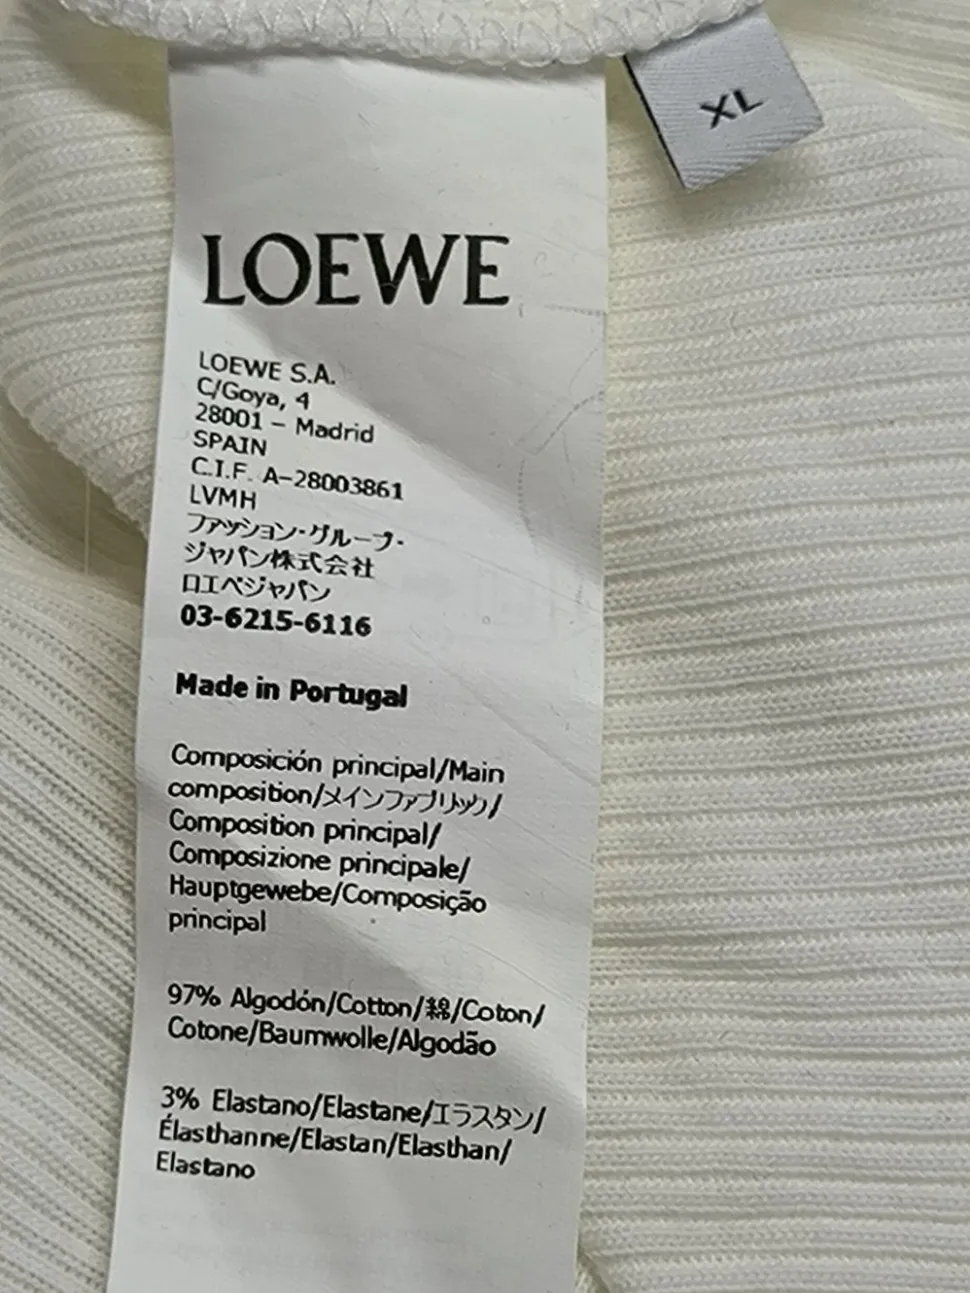 XL
LOEWE
LOEWE S.A.
C/Goya, 4
28001 – Madrid
SPAIN
C.I.F. A-28003861
LVMH
ファッション・グループ・
ジャパン株式会社
ロエベジャパン
03-6215-6116
Made in Portugal
Composición principal/Main
composition/メインファブリック/
Composition principal/
Composizione principale/
Hauptgewebe/Composição
principal
97% Algodón/Cotton/綿/Coton/
Cotone/Baumwolle/Algodão
3% Elastano/Elastane/エラスタン/
Élasthanne/Elastan/Elasthan/
Elastano